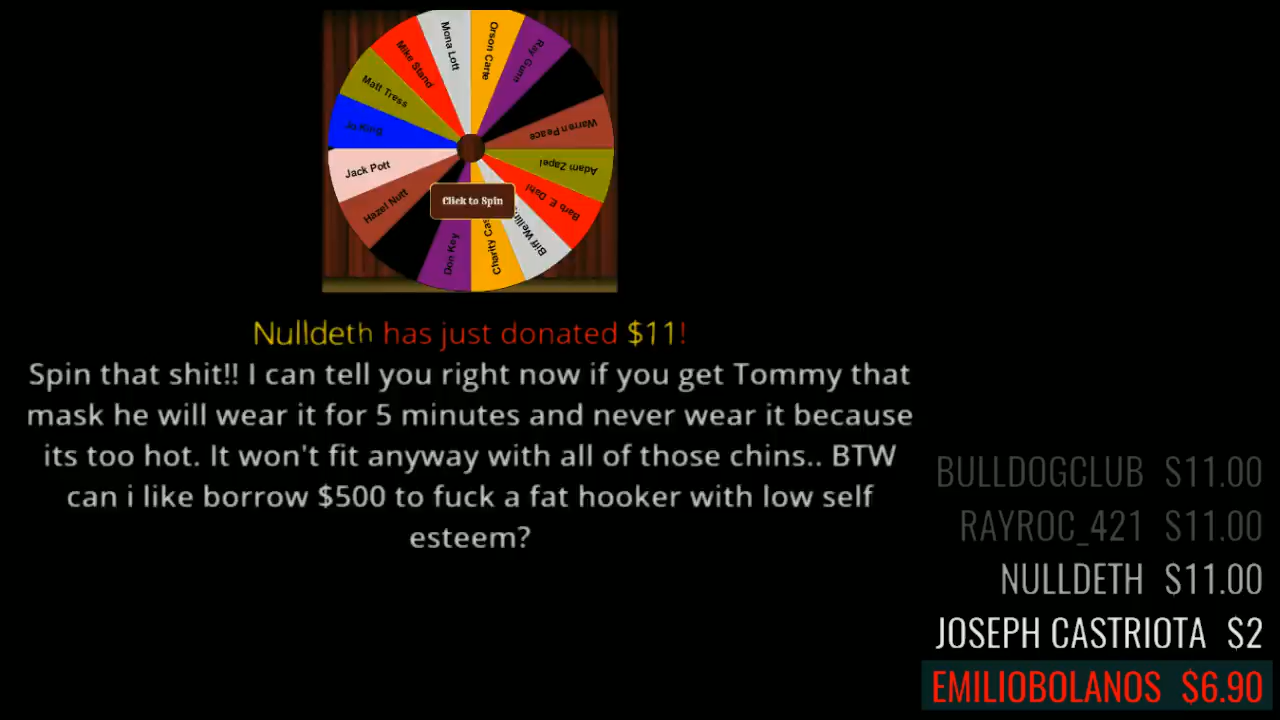 Mona Lott
Orson Carte
Ray Gunn
Mike Stand
Matt Tress
Warren Peace
Jo King
Adam Zapel
Jack Pott
Barb E. Dahl
Hazel Nutt
Click to Spin
Biff Wellin..
Don Key
Charity Cas
Nulldeth has just donated $11!
Spin that shit!! I can tell you right now if you get Tommy that
mask he will wear it for 5 minutes and never wear it because
its too hot. It won't fit anyway with all of those chins.. BTW
can i like borrow $500 to fuck a fat hooker with low self
esteem?
BULLDOGCLUB $11.00
RAYROC_421 $11.00
NULLDETH $11.00
JOSEPH CASTRIOTA $2
EMILIOBOLANOS $6.90